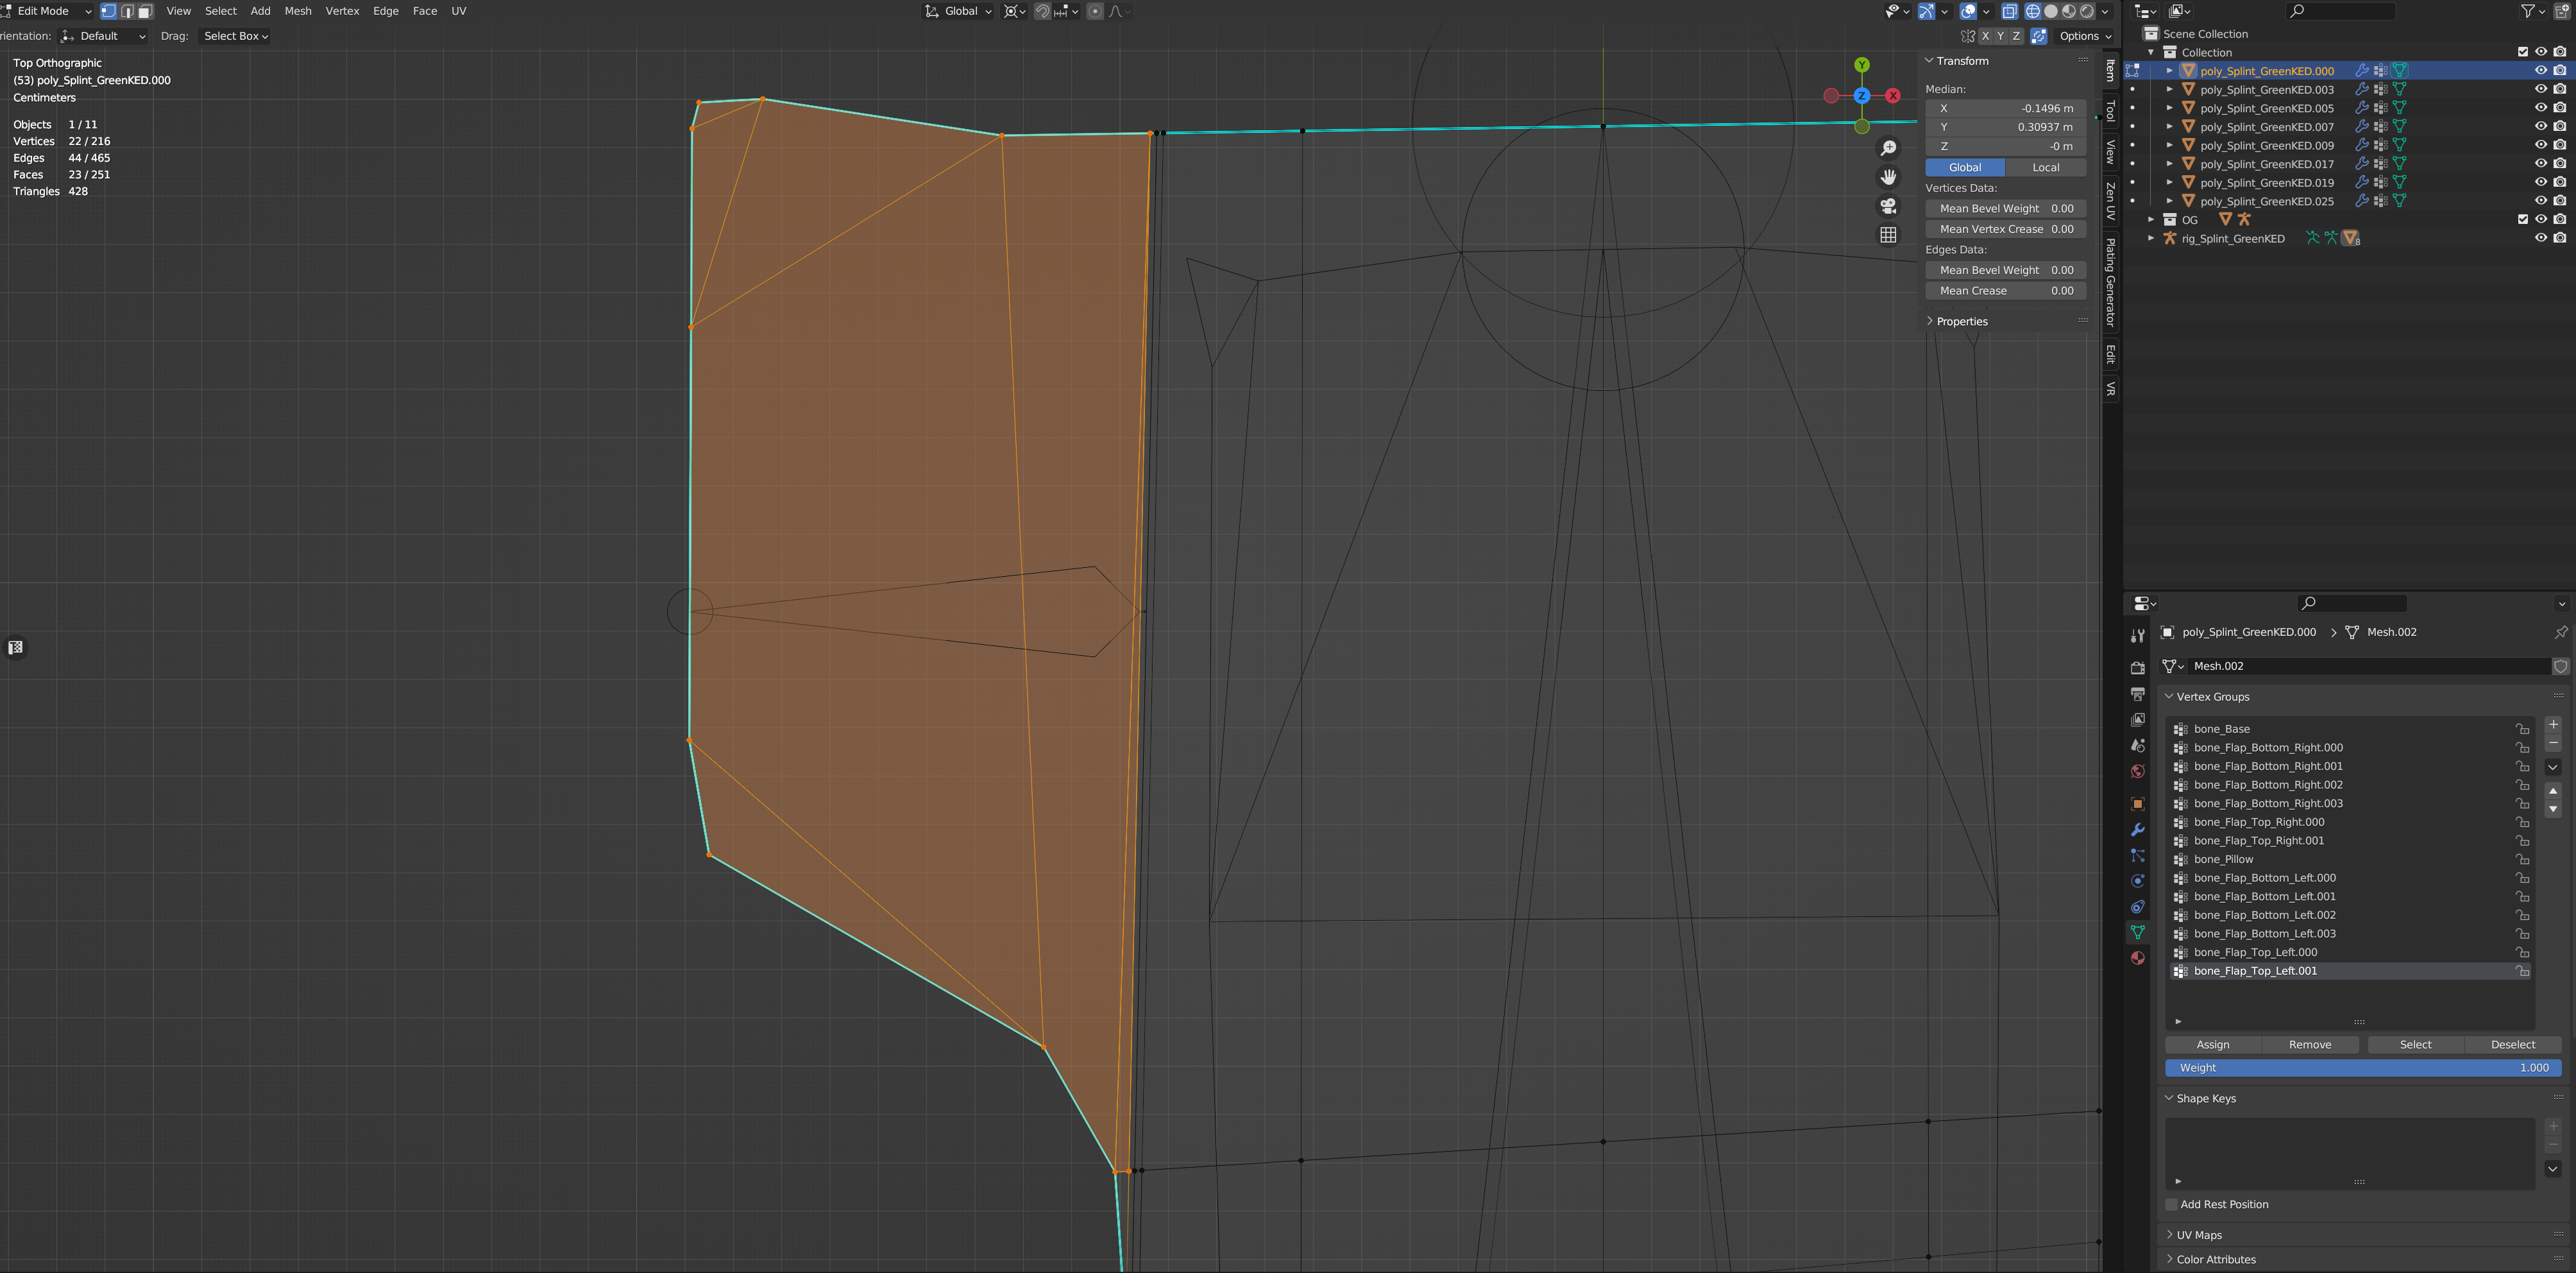 Edit Mode View Select Add Mesh Vertex Edge Face UV Global
rientation: Default Drag: Select Box X Y Z Options
Top Orthographic
(53) poly_Splint_GreenKED.000
Centimeters
Objects 1 / 11
Vertices 22 / 216
Edges 44 / 465
Faces 23 / 251
Triangles 428
Y
Z
X
Transform
Median:
X -0.1496 m
Y 0.30937 m
Z -0 m
Global Local
Vertices Data:
Mean Bevel Weight 0.00
Mean Vertex Crease 0.00
Edges Data:
Mean Bevel Weight 0.00
Mean Crease 0.00
Properties
Item
Tool
View
Zen UV
Plating Generator
Edit
VR
Scene Collection
Collection
poly_Splint_GreenKED.000
poly_Splint_GreenKED.003
poly_Splint_GreenKED.005
poly_Splint_GreenKED.007
poly_Splint_GreenKED.009
poly_Splint_GreenKED.017
poly_Splint_GreenKED.019
poly_Splint_GreenKED.025
OG
rig_Splint_GreenKED 8
poly_Splint_GreenKED.000 > Mesh.002
Mesh.002
Vertex Groups
bone_Base
bone_Flap_Bottom_Right.000
bone_Flap_Bottom_Right.001
bone_Flap_Bottom_Right.002
bone_Flap_Bottom_Right.003
bone_Flap_Top_Right.000
bone_Flap_Top_Right.001
bone_Pillow
bone_Flap_Bottom_Left.000
bone_Flap_Bottom_Left.001
bone_Flap_Bottom_Left.002
bone_Flap_Bottom_Left.003
bone_Flap_Top_Left.000
bone_Flap_Top_Left.001
Assign Remove Select Deselect
Weight 1.000
Shape Keys
Add Rest Position
UV Maps
Color Attributes